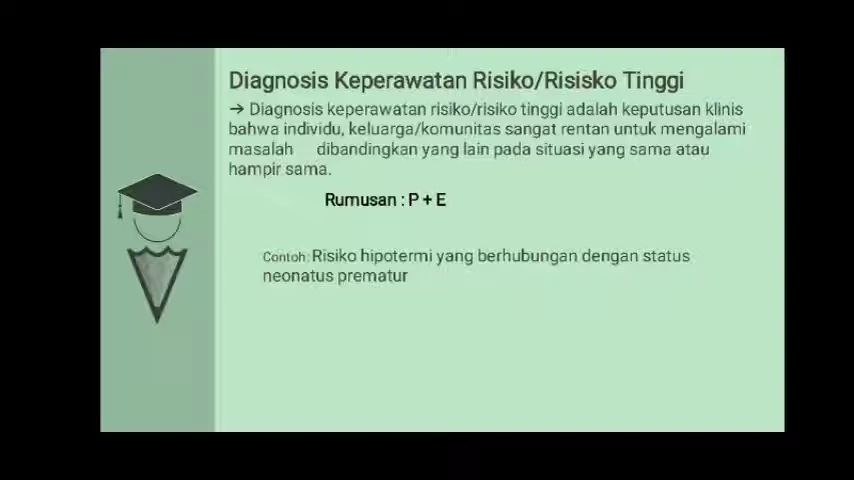 Diagnosis Keperawatan Risiko/Risisko Tinggi
→ Diagnosis keperawatan risiko/risiko tinggi adalah keputusan klinis
bahwa individu, keluarga/komunitas sangat rentan untuk mengalami
masalah dibandingkan yang lain pada situasi yang sama atau
hampir sama.
Rumusan : P + E
Contoh: Risiko hipotermi yang berhubungan dengan status
neonatus prematur